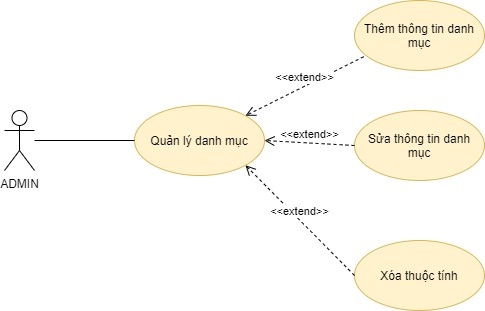 Thêm thông tin danh
mục
<<extend>>
Quản lý danh mục
<<extend>>
Sửa thông tin danh
mục
ADMIN
<<extend>>
Xóa thuộc tính